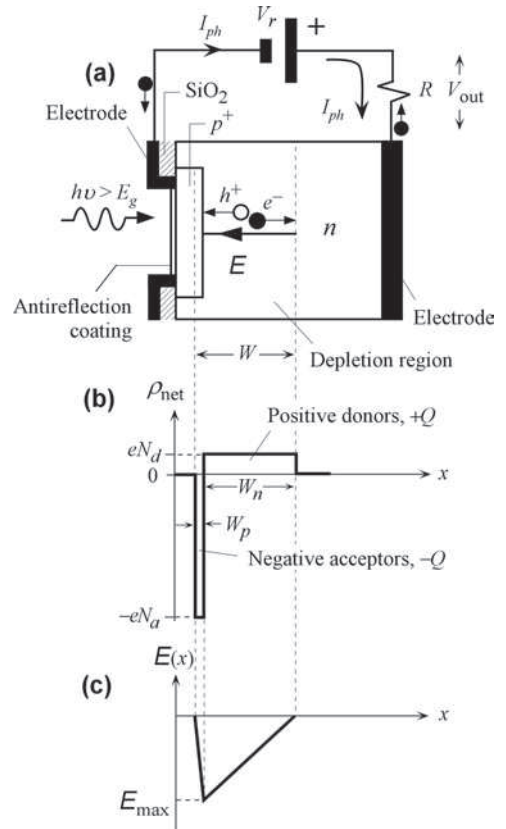 I_ph
V_r
+
(a)
SiO₂
Electrode
p⁺
I_ph
R
V_out
hυ > E_g
h⁺
e⁻
n
E
Antireflection
coating
Electrode
W
Depletion region
(b)
ρ_net
Positive donors, +Q
eN_d
0
x
W_n
W_p
Negative acceptors, −Q
−eN_a
E(x)
(c)
x
E_max